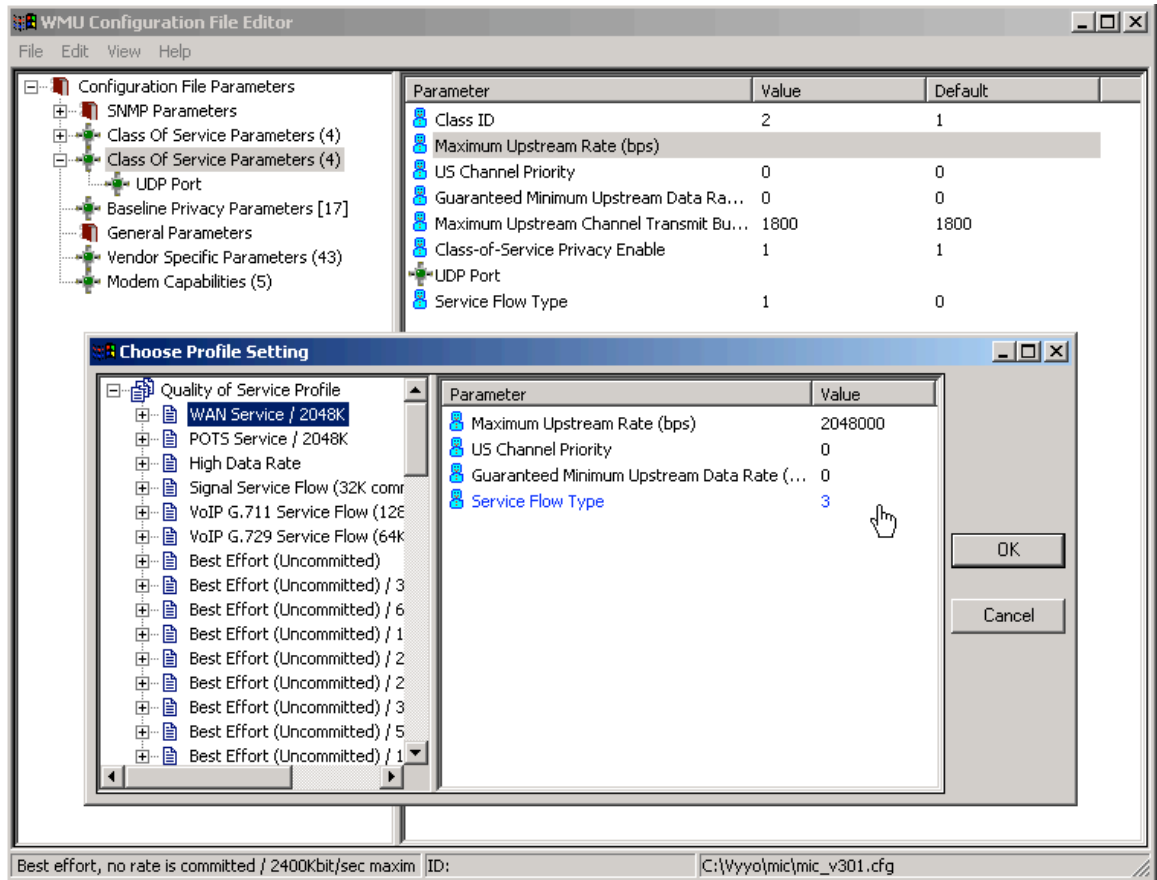 WMU Configuration File Editor
File Edit View Help
Configuration File Parameters
SNMP Parameters
Class Of Service Parameters (4)
Class Of Service Parameters (4)
UDP Port
Baseline Privacy Parameters [17]
General Parameters
Vendor Specific Parameters (43)
Modem Capabilities (5)
Parameter Value Default
Class ID 2 1
Maximum Upstream Rate (bps)
US Channel Priority 0 0
Guaranteed Minimum Upstream Data Ra... 0 0
Maximum Upstream Channel Transmit Bu... 1800 1800
Class-of-Service Privacy Enable 1 1
UDP Port
Service Flow Type 1 0
Choose Profile Setting
Quality of Service Profile
WAN Service / 2048K
POTS Service / 2048K
High Data Rate
Signal Service Flow (32K comm
VoIP G.711 Service Flow (128
VoIP G.729 Service Flow (64K
Best Effort (Uncommitted)
Best Effort (Uncommitted) / 3
Best Effort (Uncommitted) / 6
Best Effort (Uncommitted) / 1
Best Effort (Uncommitted) / 2
Best Effort (Uncommitted) / 2
Best Effort (Uncommitted) / 3
Best Effort (Uncommitted) / 5
Best Effort (Uncommitted) / 1
Parameter Value
Maximum Upstream Rate (bps) 2048000
US Channel Priority 0
Guaranteed Minimum Upstream Data Rate (... 0
Service Flow Type 3
OK
Cancel
Best effort, no rate is committed / 2400Kbit/sec maxim ID: C:\Vyyo\mic\mic_v301.cfg